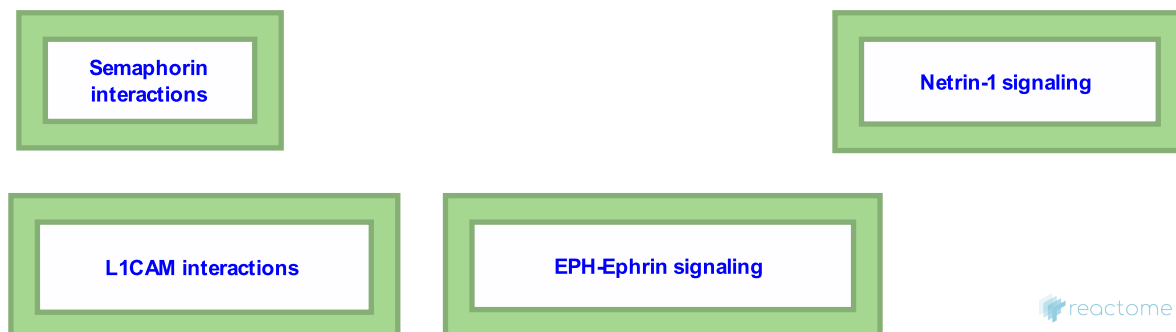 Semaphorin
interactions
Netrin-1 signaling
L1CAM interactions
EPH-Ephrin signaling
reactome